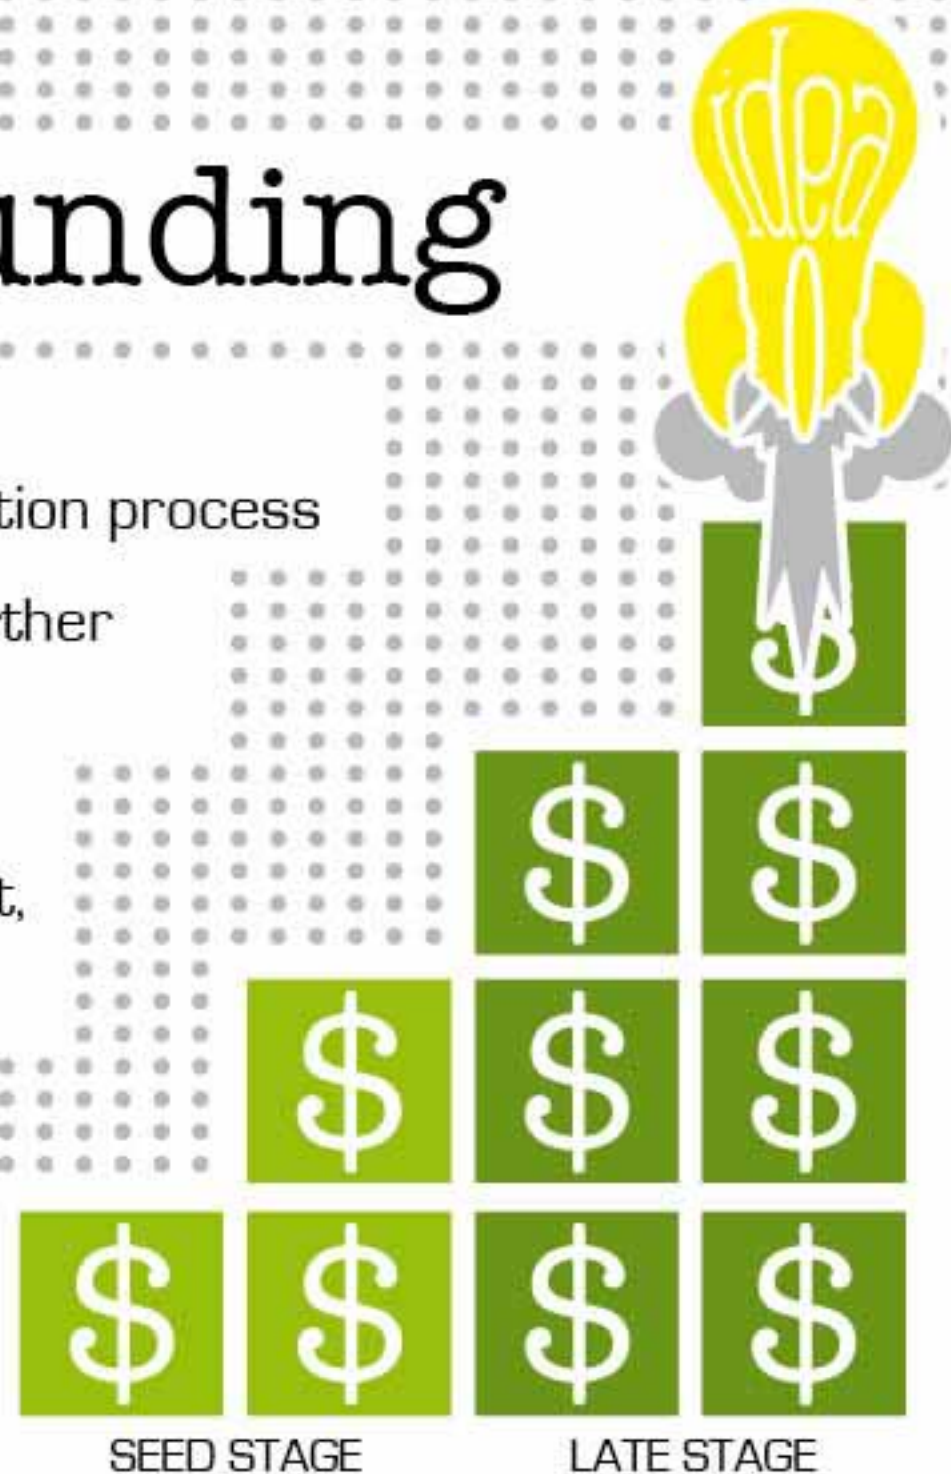 idea
unding
tion process
ther
t,
$
$ $
$ $ $
$ $ $ $
SEED STAGE LATE STAGE